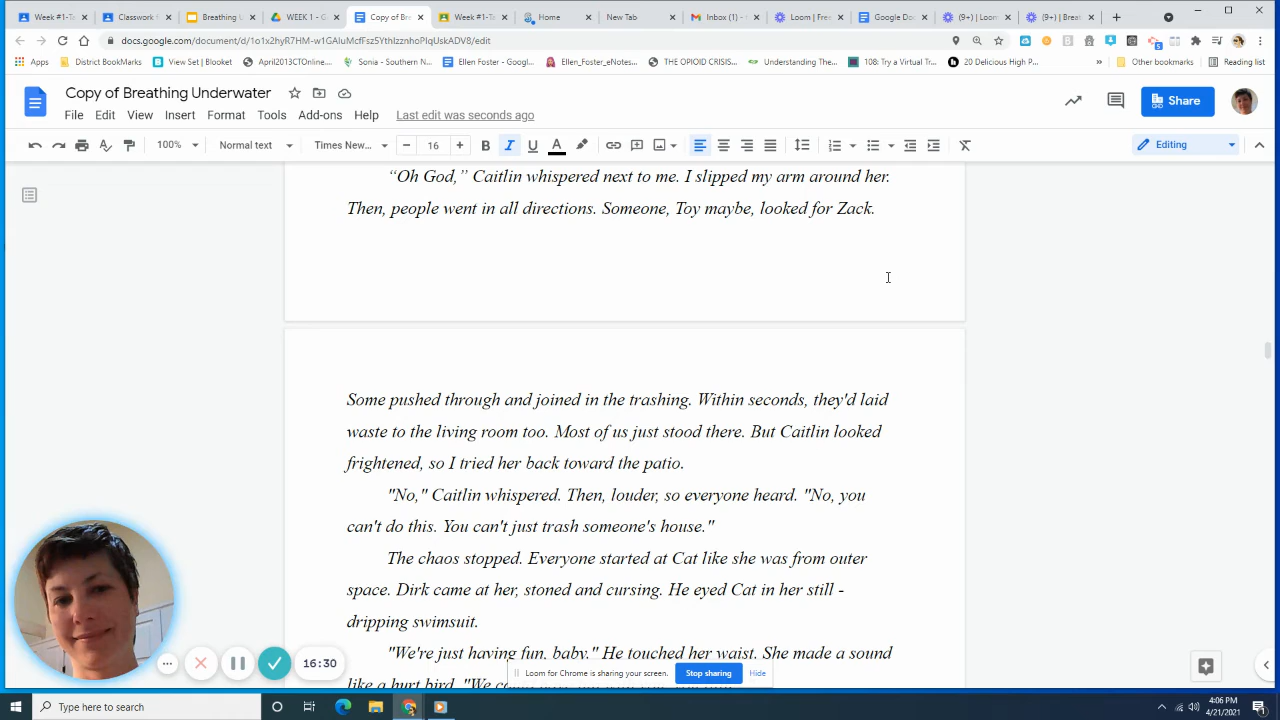 Week #1-T
Classwork
Breathing U
WEEK 1 - G
Copy of Bre
Week #1-Te
Home
New Tab
Inbox (1) -
Loom | Free
Google Do
(9+) | Loom
(9+) | Breat
docs.google.com/document/d/1o1x2hyR7HM-w1GAIuMcfFsz5YthIzznhoPlqUskADV8/edit
Apps
District BookMarks
View Set | Blooket
April2013CTOnline...
Sonia - Southern N...
Ellen Foster - Googl...
Ellen_Foster_eNotes...
THE OPIOID CRISIS...
Understanding The...
108: Try a Virtual Tr...
20 Delicious High P...
»
Other bookmarks
Reading list
Copy of Breathing Underwater
File Edit View Insert Format Tools Add-ons Help Last edit was seconds ago
Share
100% Normal text Times New... 16 B I U A Editing
“Oh God,” Caitlin whispered next to me. I slipped my arm around her.
Then, people went in all directions. Someone, Toy maybe, looked for Zack.
Some pushed through and joined in the trashing. Within seconds, they'd laid
waste to the living room too. Most of us just stood there. But Caitlin looked
frightened, so I tried her back toward the patio.
"No," Caitlin whispered. Then, louder, so everyone heard. "No, you
can't do this. You can't just trash someone's house."
The chaos stopped. Everyone started at Cat like she was from outer
space. Dirk came at her, stoned and cursing. He eyed Cat in her still -
dripping swimsuit.
"We're just having fun, baby." He touched her waist. She made a sound
like a hurt bird. "We
16:30
Loom for Chrome is sharing your screen. Stop sharing Hide
Type here to search
4:06 PM
4/21/2021